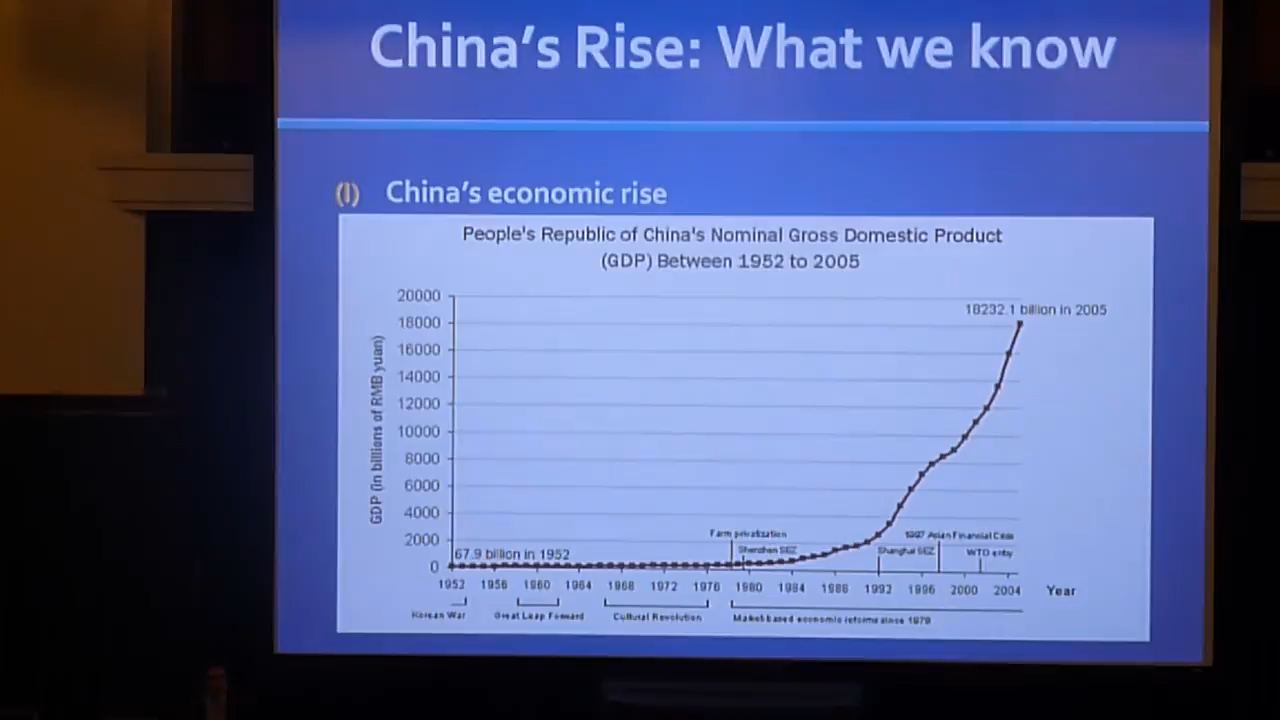 China's Rise: What we know
(I) China's economic rise
People's Republic of China's Nominal Gross Domestic Product
(GDP) Between 1952 to 2005
GDP (in billions of RMB yuan)
20000
18000
16000
14000
12000
10000
8000
6000
4000
2000
0
18232.1 billion in 2005
67.9 billion in 1952
Farm privatization
Shenzhen SEZ
1997 Asian Financial Crisis
Shanghai SEZ
WTO entry
1952 1956 1960 1964 1968 1972 1976 1980 1984 1988 1992 1996 2000 2004 Year
Korean War
Great Leap Forward
Cultural Revolution
Market-based economic reforms since 1978